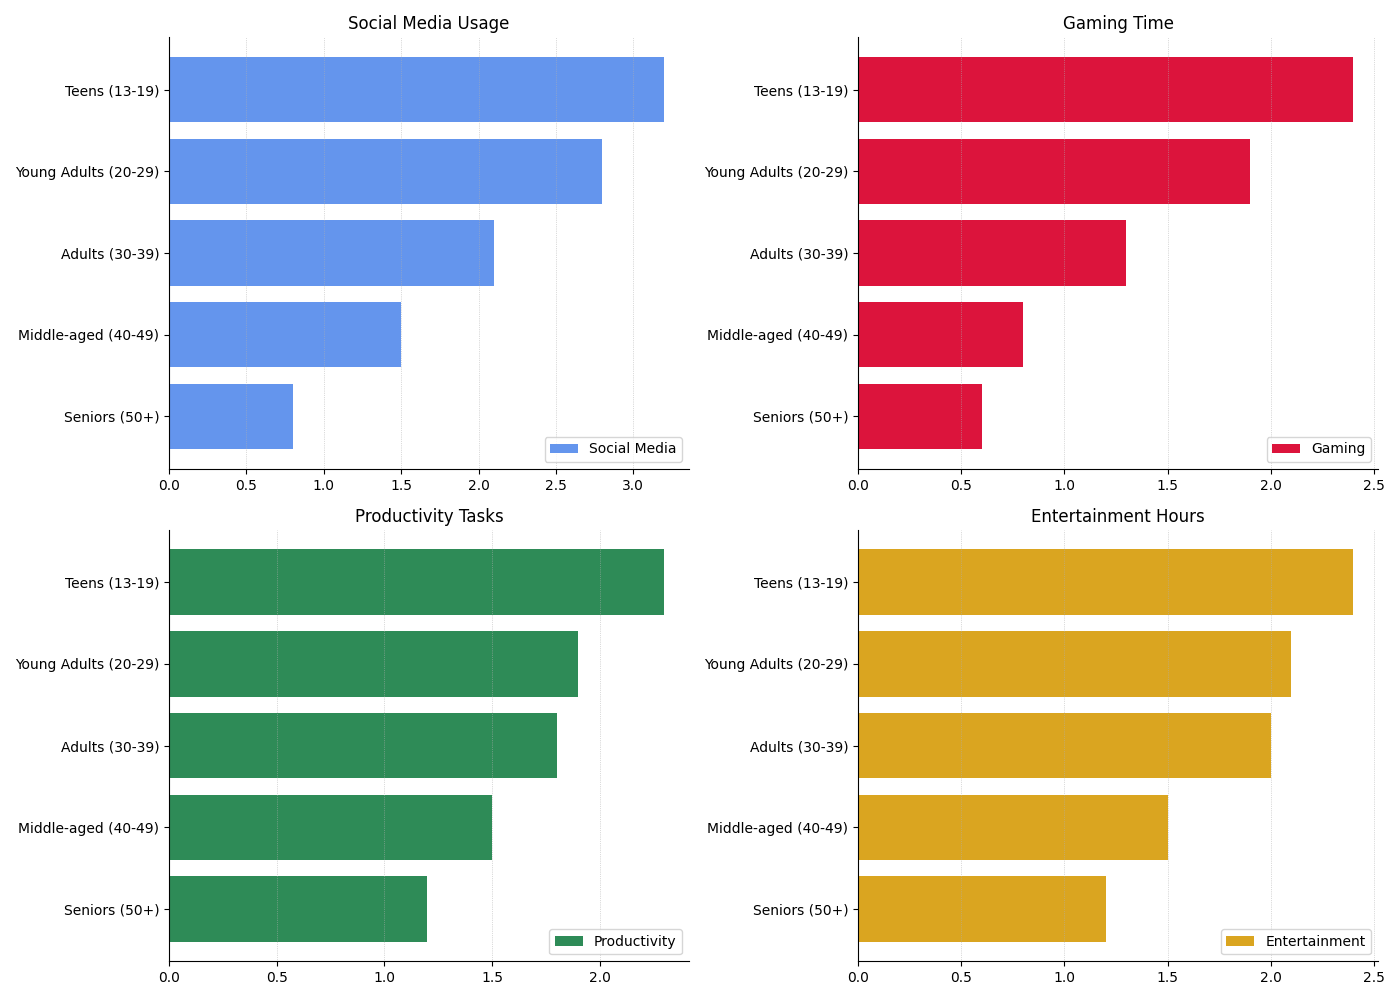 Social Media Usage
Teens (13-19)
Young Adults (20-29)
Adults (30-39)
Middle-aged (40-49)
Seniors (50+)
Social Media
0.0 0.5 1.0 1.5 2.0 2.5 3.0
Gaming Time
Teens (13-19)
Young Adults (20-29)
Adults (30-39)
Middle-aged (40-49)
Seniors (50+)
Gaming
0.0 0.5 1.0 1.5 2.0 2.5
Productivity Tasks
Teens (13-19)
Young Adults (20-29)
Adults (30-39)
Middle-aged (40-49)
Seniors (50+)
Productivity
0.0 0.5 1.0 1.5 2.0
Entertainment Hours
Teens (13-19)
Young Adults (20-29)
Adults (30-39)
Middle-aged (40-49)
Seniors (50+)
Entertainment
0.0 0.5 1.0 1.5 2.0 2.5